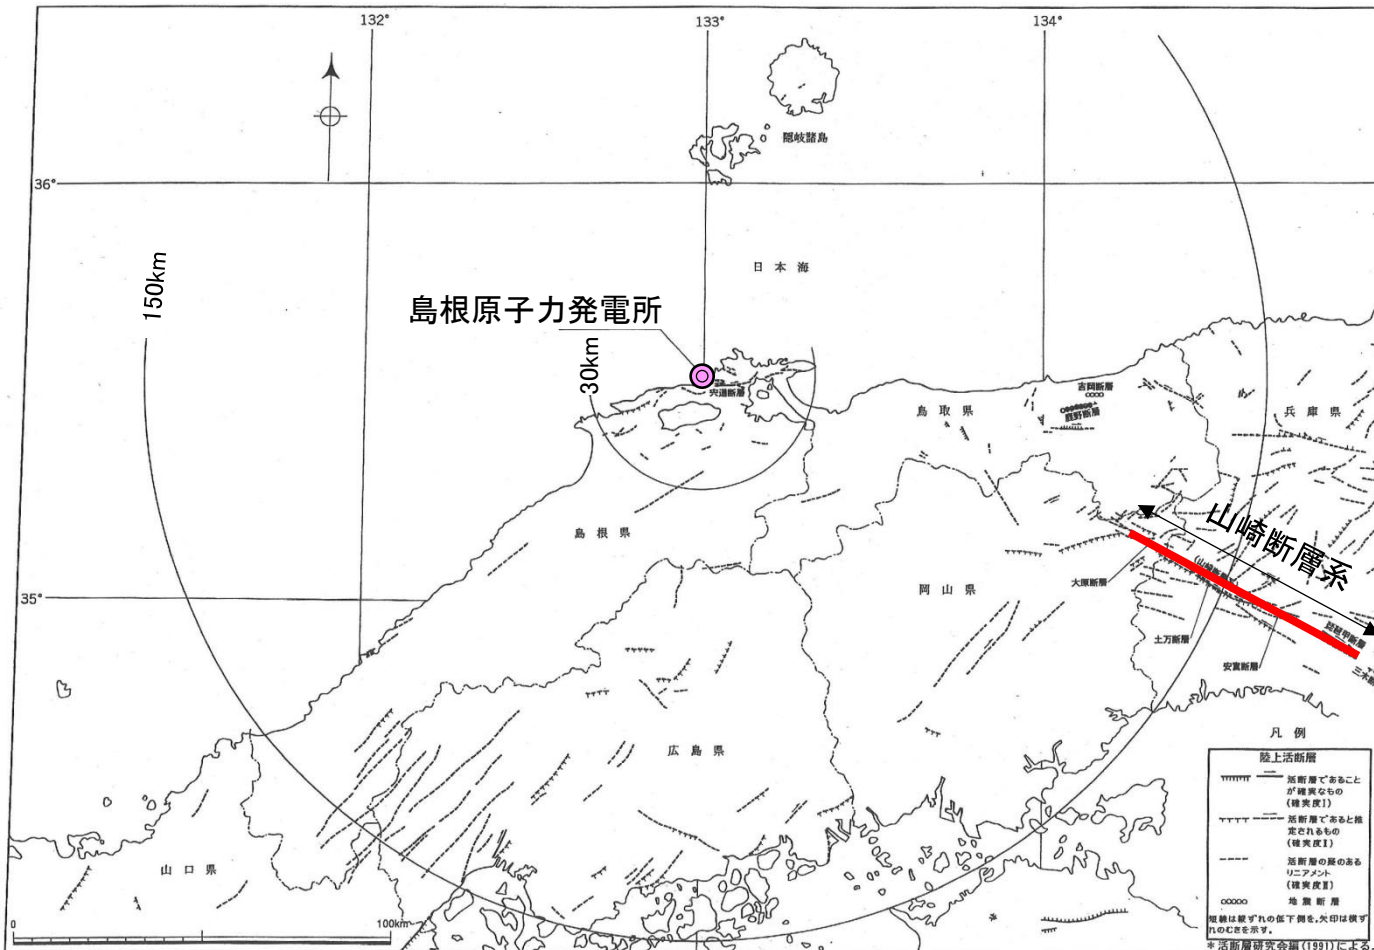 132°
133°
134°
隠岐諸島
36°
日本海
150km
島根原子力発電所
30km
宍道断層
吉岡断層
鹿野断層
鳥取県
兵庫県
山崎断層系
島根県
大原断層
岡山県
35°
土万断層
琵琶甲断層
安富断層
広島県
山口県
0
100km
凡例
陸上活断層
活断層であること
が確実なもの
(確実度Ⅰ)
活断層であると推
定されるもの
(確実度Ⅱ)
活断層の疑のある
リニアメント
(確実度Ⅲ)
地震断層
短線は縦ずれの低下側を、矢印は横ず
れのむきを示す。
*活断層研究会編(1991)による。